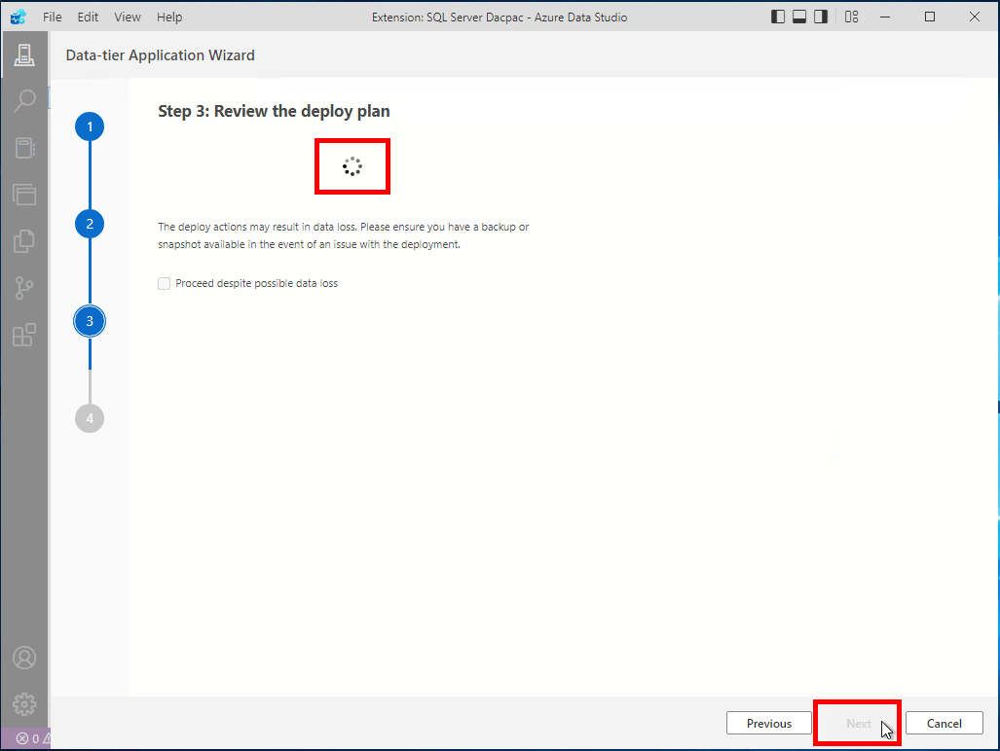 File Edit View Help Extension: SQL Server Dacpac - Azure Data Studio
Data-tier Application Wizard
Step 3: Review the deploy plan
1
2
3
4
The deploy actions may result in data loss. Please ensure you have a backup or
snapshot available in the event of an issue with the deployment.
Proceed despite possible data loss
0
Previous Next Cancel